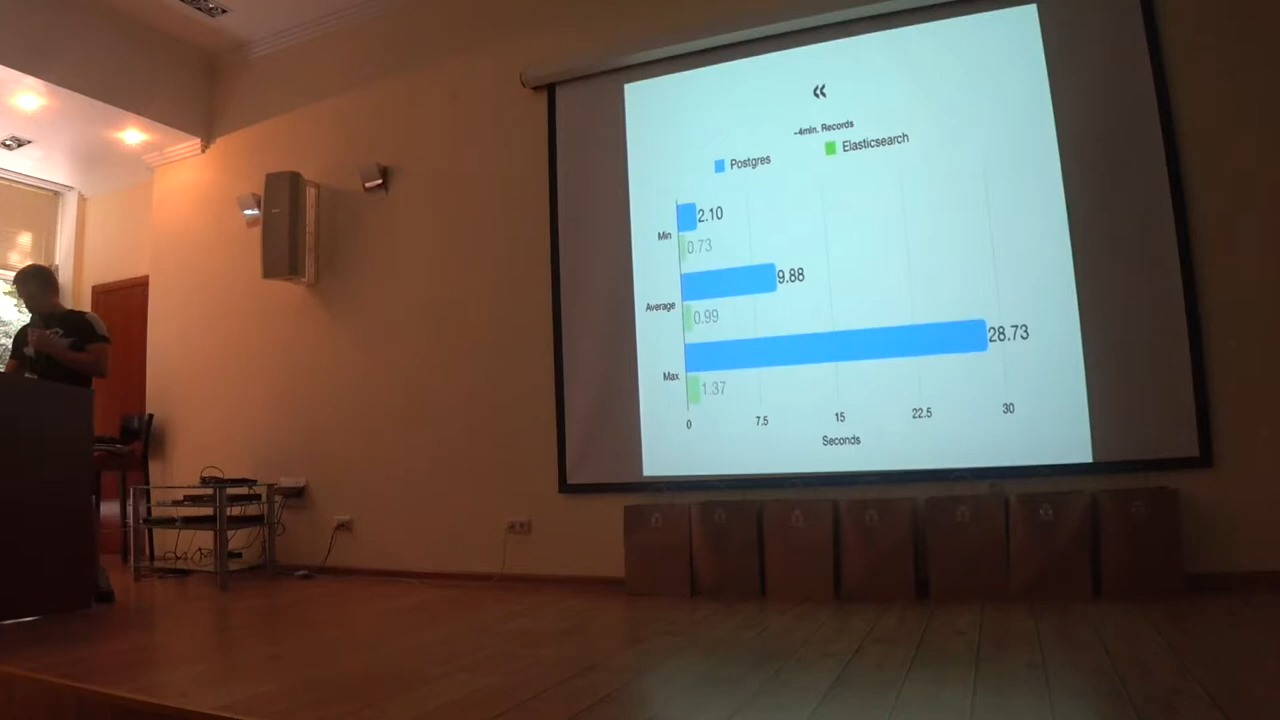 «
~4mln. Records
Postgres
Elasticsearch
2.10
Min
0.73
9.88
Average
0.99
28.73
Max
1.37
0 7.5 15 22.5 30
Seconds